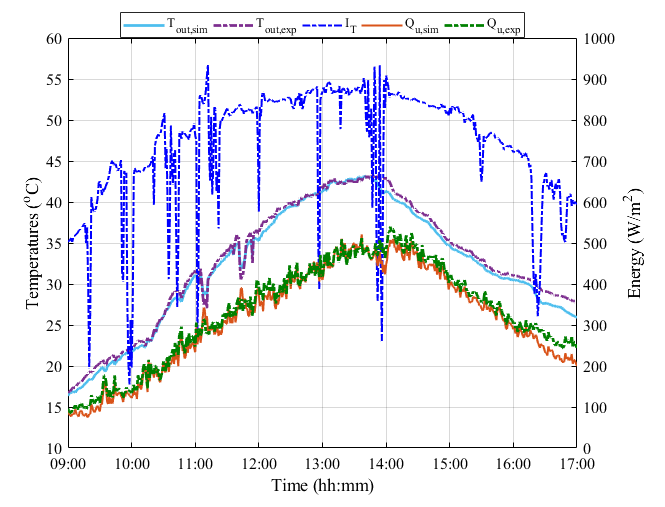 T_out,sim T_out,exp I_T Q_u,sim Q_u,exp
60 1000
55 900
50 800
45 700
40 600
35 500
30 400
25 300
20 200
15 100
10 0
Temperatures (°C)
Energy (W/m²)
09:00 10:00 11:00 12:00 13:00 14:00 15:00 16:00 17:00
Time (hh:mm)